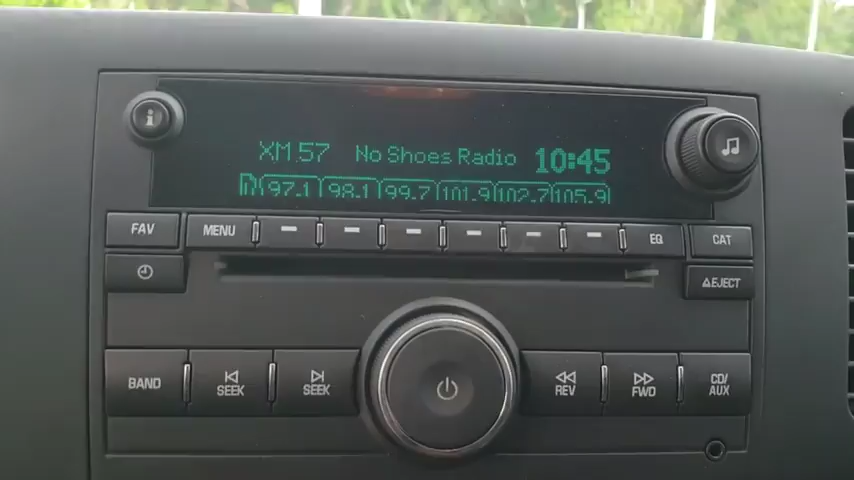 XM 57 No Shoes Radio 10:45
97.1 98.1 99.7 101.9 102.7 105.9
FAV MENU EQ CAT
EJECT
BAND SEEK SEEK REV FWD CD/AUX